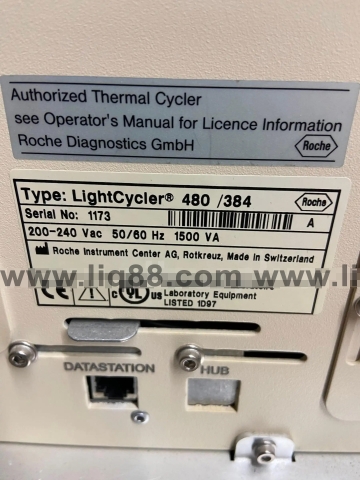 Authorized Thermal Cycler
see Operator's Manual for Licence Information
Roche Diagnostics GmbH
Roche
Type: LightCycler® 480 /384
Roche
Serial No: 1173
A
200-240 Vac 50/60 Hz 1500 VA
Roche Instrument Center AG, Rotkreuz, Made in Switzerland
www.liq88.com www.liq88
CE
c UL us
Laboratory Equipment
LISTED 1D97
DATASTATION
HUB